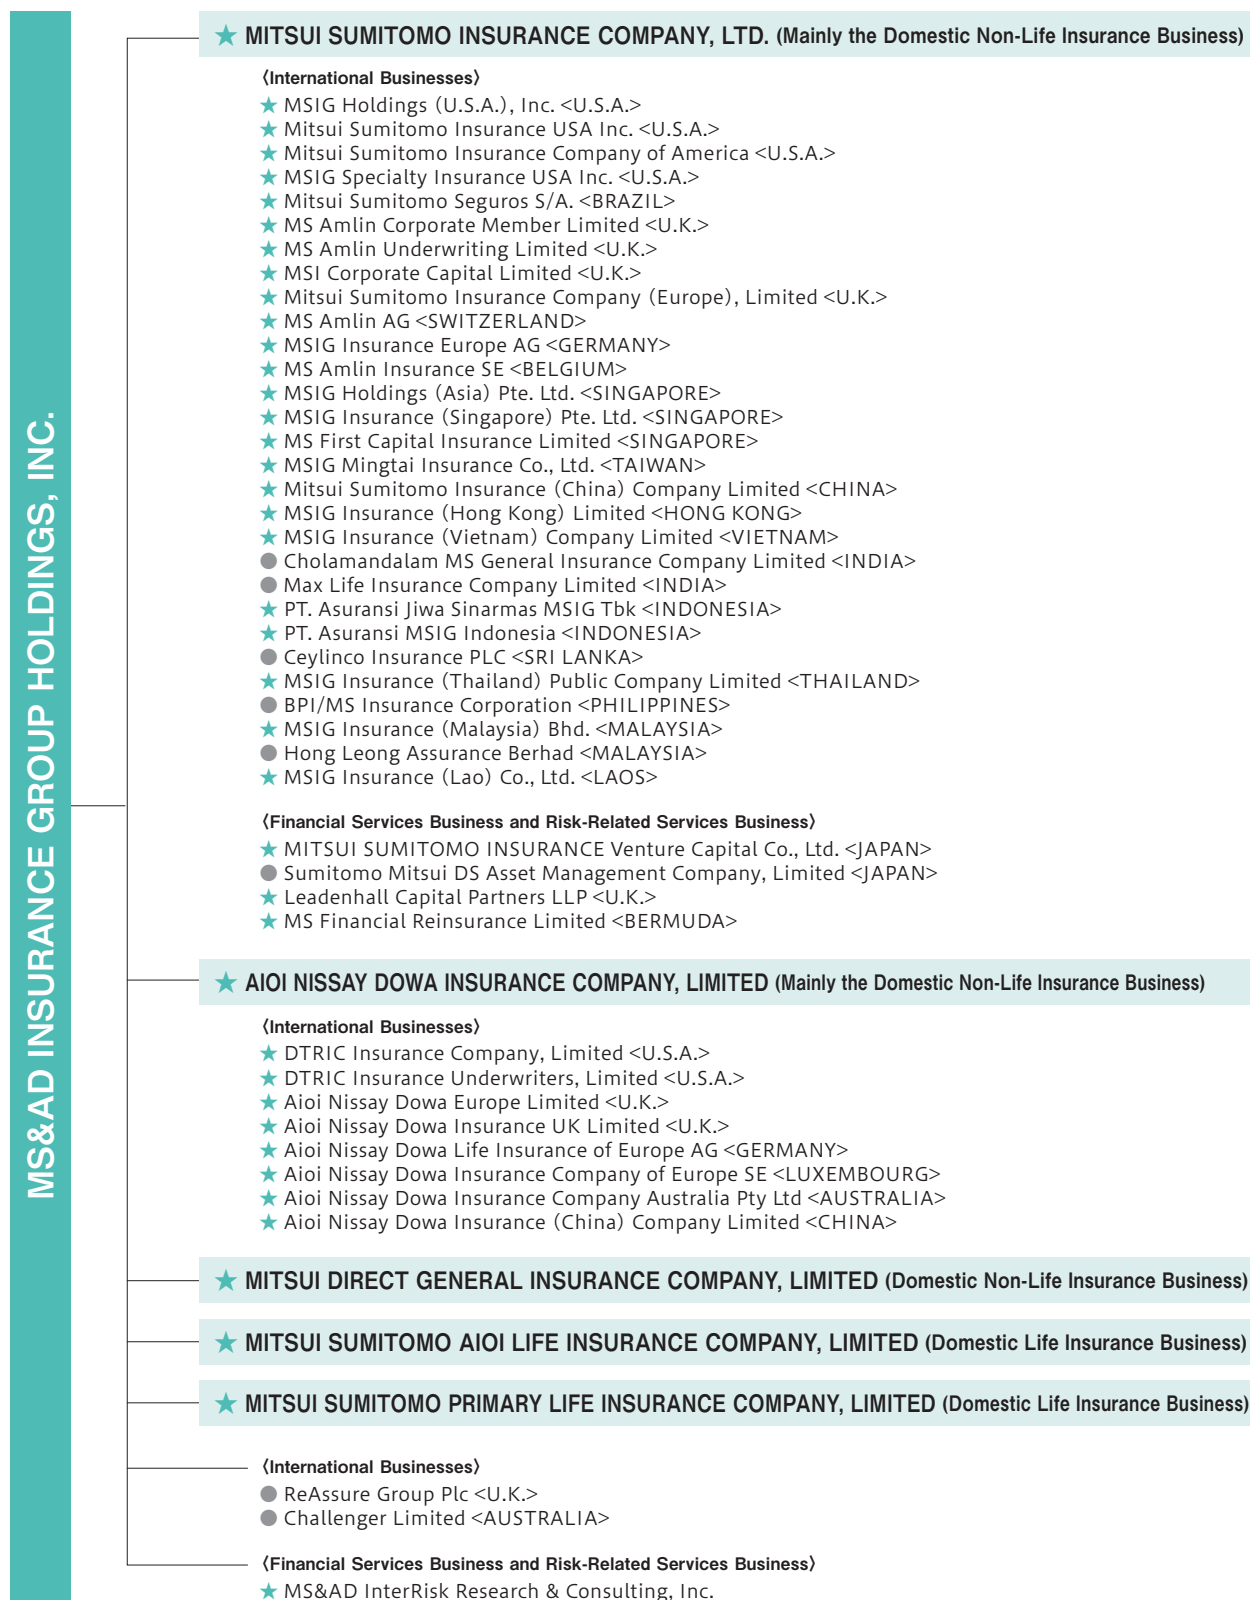 MS&AD INSURANCE GROUP HOLDINGS, INC.
★ MITSUI SUMITOMO INSURANCE COMPANY, LTD. (Mainly the Domestic Non-Life Insurance Business)
〈International Businesses〉
★ MSIG Holdings (U.S.A.), Inc. <U.S.A.>
★ Mitsui Sumitomo Insurance USA Inc. <U.S.A.>
★ Mitsui Sumitomo Insurance Company of America <U.S.A.>
★ MSIG Specialty Insurance USA Inc. <U.S.A.>
★ Mitsui Sumitomo Seguros S/A. <BRAZIL>
★ MS Amlin Corporate Member Limited <U.K.>
★ MS Amlin Underwriting Limited <U.K.>
★ MSI Corporate Capital Limited <U.K.>
★ Mitsui Sumitomo Insurance Company (Europe), Limited <U.K.>
★ MS Amlin AG <SWITZERLAND>
★ MSIG Insurance Europe AG <GERMANY>
★ MS Amlin Insurance SE <BELGIUM>
★ MSIG Holdings (Asia) Pte. Ltd. <SINGAPORE>
★ MSIG Insurance (Singapore) Pte. Ltd. <SINGAPORE>
★ MS First Capital Insurance Limited <SINGAPORE>
★ MSIG Mingtai Insurance Co., Ltd. <TAIWAN>
★ Mitsui Sumitomo Insurance (China) Company Limited <CHINA>
★ MSIG Insurance (Hong Kong) Limited <HONG KONG>
★ MSIG Insurance (Vietnam) Company Limited <VIETNAM>
● Cholamandalam MS General Insurance Company Limited <INDIA>
● Max Life Insurance Company Limited <INDIA>
★ PT. Asuransi Jiwa Sinarmas MSIG Tbk <INDONESIA>
★ PT. Asuransi MSIG Indonesia <INDONESIA>
● Ceylinco Insurance PLC <SRI LANKA>
★ MSIG Insurance (Thailand) Public Company Limited <THAILAND>
● BPI/MS Insurance Corporation <PHILIPPINES>
★ MSIG Insurance (Malaysia) Bhd. <MALAYSIA>
● Hong Leong Assurance Berhad <MALAYSIA>
★ MSIG Insurance (Lao) Co., Ltd. <LAOS>
〈Financial Services Business and Risk-Related Services Business〉
★ MITSUI SUMITOMO INSURANCE Venture Capital Co., Ltd. <JAPAN>
● Sumitomo Mitsui DS Asset Management Company, Limited <JAPAN>
★ Leadenhall Capital Partners LLP <U.K.>
★ MS Financial Reinsurance Limited <BERMUDA>
★ AIOI NISSAY DOWA INSURANCE COMPANY, LIMITED (Mainly the Domestic Non-Life Insurance Business)
〈International Businesses〉
★ DTRIC Insurance Company, Limited <U.S.A.>
★ DTRIC Insurance Underwriters, Limited <U.S.A.>
★ Aioi Nissay Dowa Europe Limited <U.K.>
★ Aioi Nissay Dowa Insurance UK Limited <U.K.>
★ Aioi Nissay Dowa Life Insurance of Europe AG <GERMANY>
★ Aioi Nissay Dowa Insurance Company of Europe SE <LUXEMBOURG>
★ Aioi Nissay Dowa Insurance Company Australia Pty Ltd <AUSTRALIA>
★ Aioi Nissay Dowa Insurance (China) Company Limited <CHINA>
★ MITSUI DIRECT GENERAL INSURANCE COMPANY, LIMITED (Domestic Non-Life Insurance Business)
★ MITSUI SUMITOMO AIOI LIFE INSURANCE COMPANY, LIMITED (Domestic Life Insurance Business)
★ MITSUI SUMITOMO PRIMARY LIFE INSURANCE COMPANY, LIMITED (Domestic Life Insurance Business)
〈International Businesses〉
● ReAssure Group Plc <U.K.>
● Challenger Limited <AUSTRALIA>
〈Financial Services Business and Risk-Related Services Business〉
★ MS&AD InterRisk Research & Consulting, Inc.